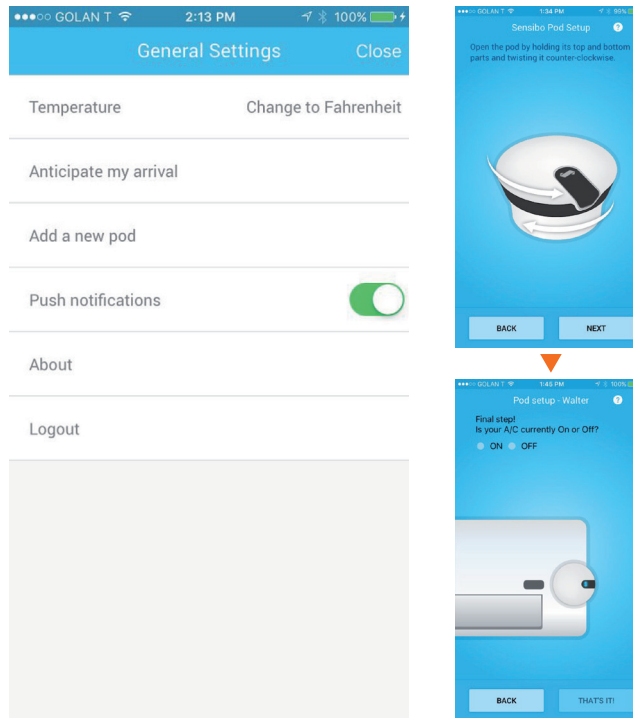 GOLAN T 2:13 PM 100%
General Settings Close
Temperature Change to Fahrenheit
Anticipate my arrival
Add a new pod
Push notifications
About
Logout
GOLAN T 1:34 PM 99%
Sensibo Pod Setup ?
Open the pod by holding its top and bottom
parts and twisting it counter-clockwise.
BACK NEXT
GOLAN T 1:45 PM 100%
Pod setup - Walter ?
Final step!
Is your A/C currently On or Off?
ON OFF
BACK THAT'S IT!